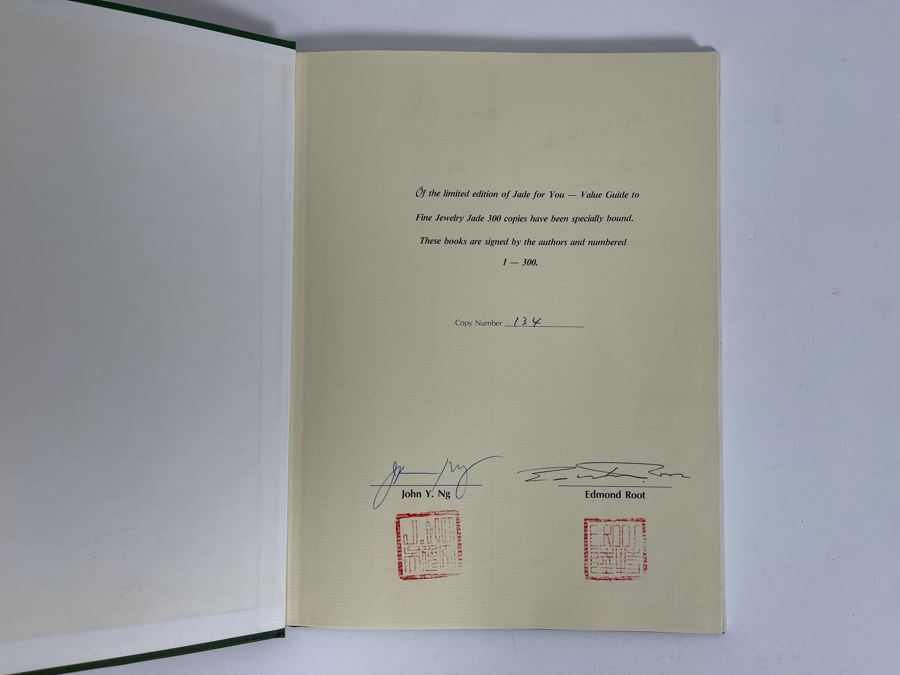 Of the limited edition of Jade for You — Value Guide to
Fine Jewelry Jade 300 copies have been specially bound.
These books are signed by the authors and numbered
1 — 300.
Copy Number 134
John Y. Ng
Edmond Root
J. NG
E. ROOT